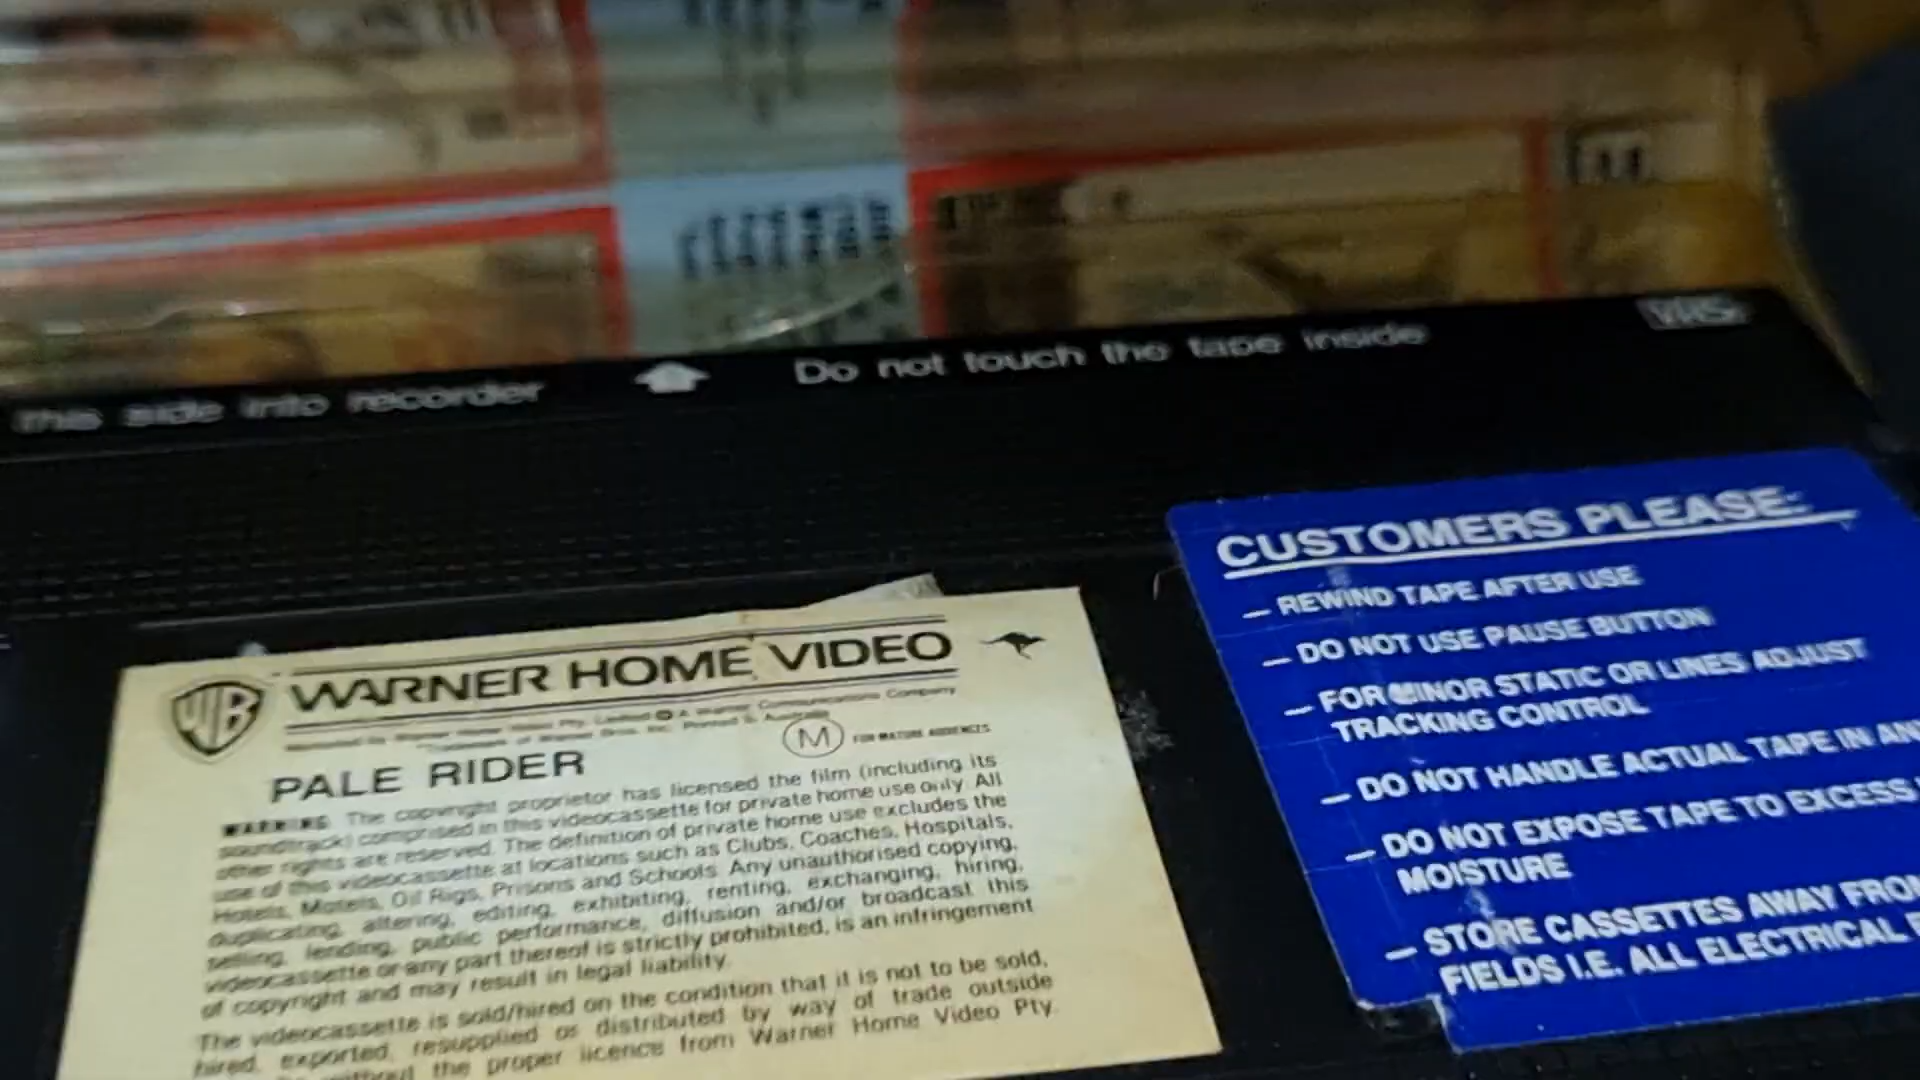 This side into recorder
Do not touch the tape inside
VHS
WB
WARNER HOME VIDEO
Printed in Australia
M FOR MATURE AUDIENCES
PALE RIDER
WARNING The copyright proprietor has licensed the film (including its
soundtrack) comprised in this videocassette for private home use only. All
other rights are reserved. The definition of private home use excludes the
use of this videocassette at locations such as Clubs, Coaches, Hospitals,
Hotels, Motels, Oil Rigs, Prisons and Schools. Any unauthorised copying,
duplicating, altering, editing, exhibiting, renting, exchanging, hiring,
selling, lending, public performance, diffusion and/or broadcast this
videocassette or any part thereof is strictly prohibited, is an infringement
of copyright and may result in legal liability.
The videocassette is sold/hired on the condition that it is not to be sold,
hired, exported, resupplied or distributed by way of trade outside
without the proper licence from Warner Home Video Pty.
CUSTOMERS PLEASE:
— REWIND TAPE AFTER USE
— DO NOT USE PAUSE BUTTON
— FOR MINOR STATIC OR LINES ADJUST
TRACKING CONTROL
— DO NOT HANDLE ACTUAL TAPE IN
— DO NOT EXPOSE TAPE TO EXCESS
MOISTURE
— STORE CASSETTES AWAY FROM
FIELDS I.E. ALL ELECTRICAL